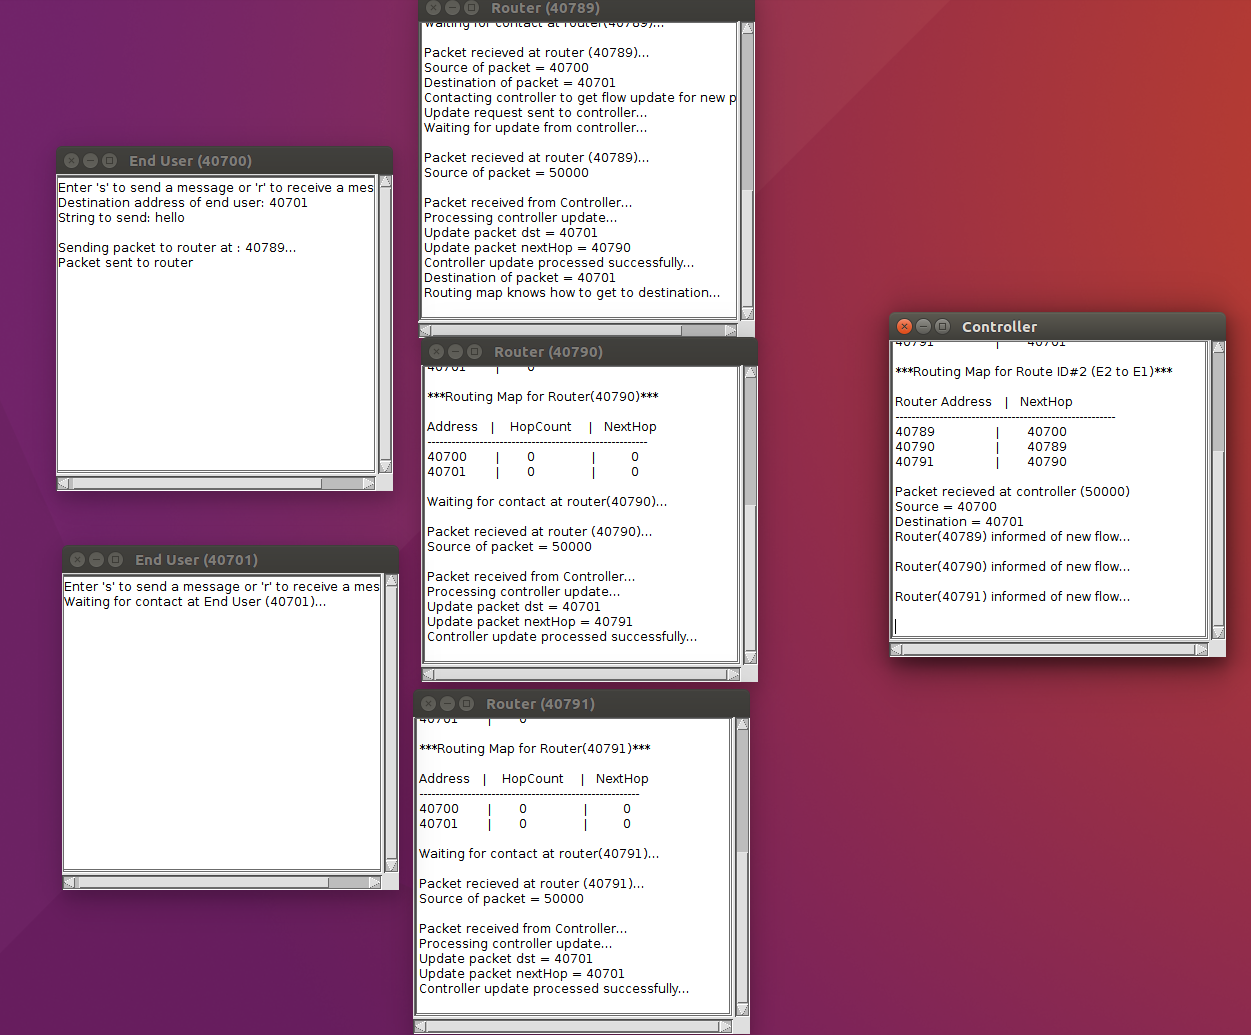 End User (40700)
Enter 's' to send a message or 'r' to receive a mes
Destination address of end user: 40701
String to send: hello
Sending packet to router at : 40789...
Packet sent to router
End User (40701)
Enter 's' to send a message or 'r' to receive a mes
Waiting for contact at End User (40701)...
Router (40789)
Waiting for contact at router(40789)...
Packet recieved at router (40789)...
Source of packet = 40700
Destination of packet = 40701
Contacting controller to get flow update for new p
Update request sent to controller...
Waiting for update from controller...
Packet recieved at router (40789)...
Source of packet = 50000
Packet received from Controller...
Processing controller update...
Update packet dst = 40701
Update packet nextHop = 40790
Controller update processed successfully...
Destination of packet = 40701
Routing map knows how to get to destination...
Router (40790)
40701 | 0
***Routing Map for Router(40790)***
Address | HopCount | NextHop
--------------------------------------------------------
40700 | 0 | 0
40701 | 0 | 0
Waiting for contact at router(40790)...
Packet recieved at router (40790)...
Source of packet = 50000
Packet received from Controller...
Processing controller update...
Update packet dst = 40701
Update packet nextHop = 40791
Controller update processed successfully...
Router (40791)
40701 | 0
***Routing Map for Router(40791)***
Address | HopCount | NextHop
--------------------------------------------------------
40700 | 0 | 0
40701 | 0 | 0
Waiting for contact at router(40791)...
Packet recieved at router (40791)...
Source of packet = 50000
Packet received from Controller...
Processing controller update...
Update packet dst = 40701
Update packet nextHop = 40701
Controller update processed successfully...
Controller
40791 | 40701
***Routing Map for Route ID#2 (E2 to E1)***
Router Address | NextHop
--------------------------------------------------------
40789 | 40700
40790 | 40789
40791 | 40790
Packet recieved at controller (50000)
Source = 40700
Destination = 40701
Router(40789) informed of new flow...
Router(40790) informed of new flow...
Router(40791) informed of new flow...